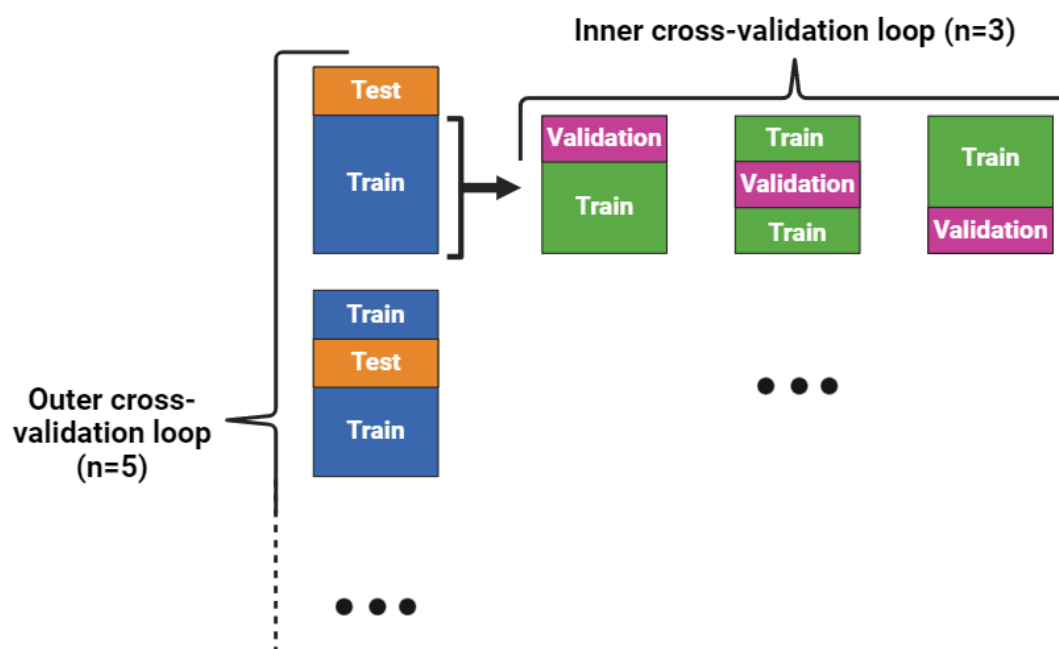 Inner cross-validation loop (n=3)
Test
Train
Validation
Train
Train
Validation
Train
Train
Validation
Train
Test
Train
Outer cross-
validation loop
(n=5)